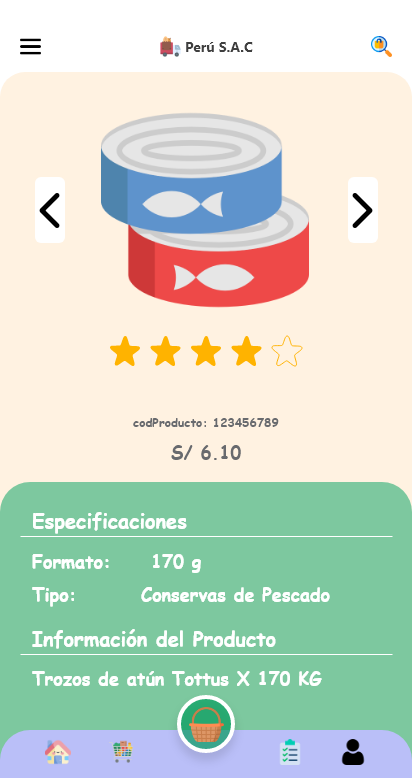 Perú S.A.C
codProducto: 123456789
S/ 6.10
Especificaciones
Formato: 170 g
Tipo: Conservas de Pescado
Información del Producto
Trozos de atún Tottus X 170 KG